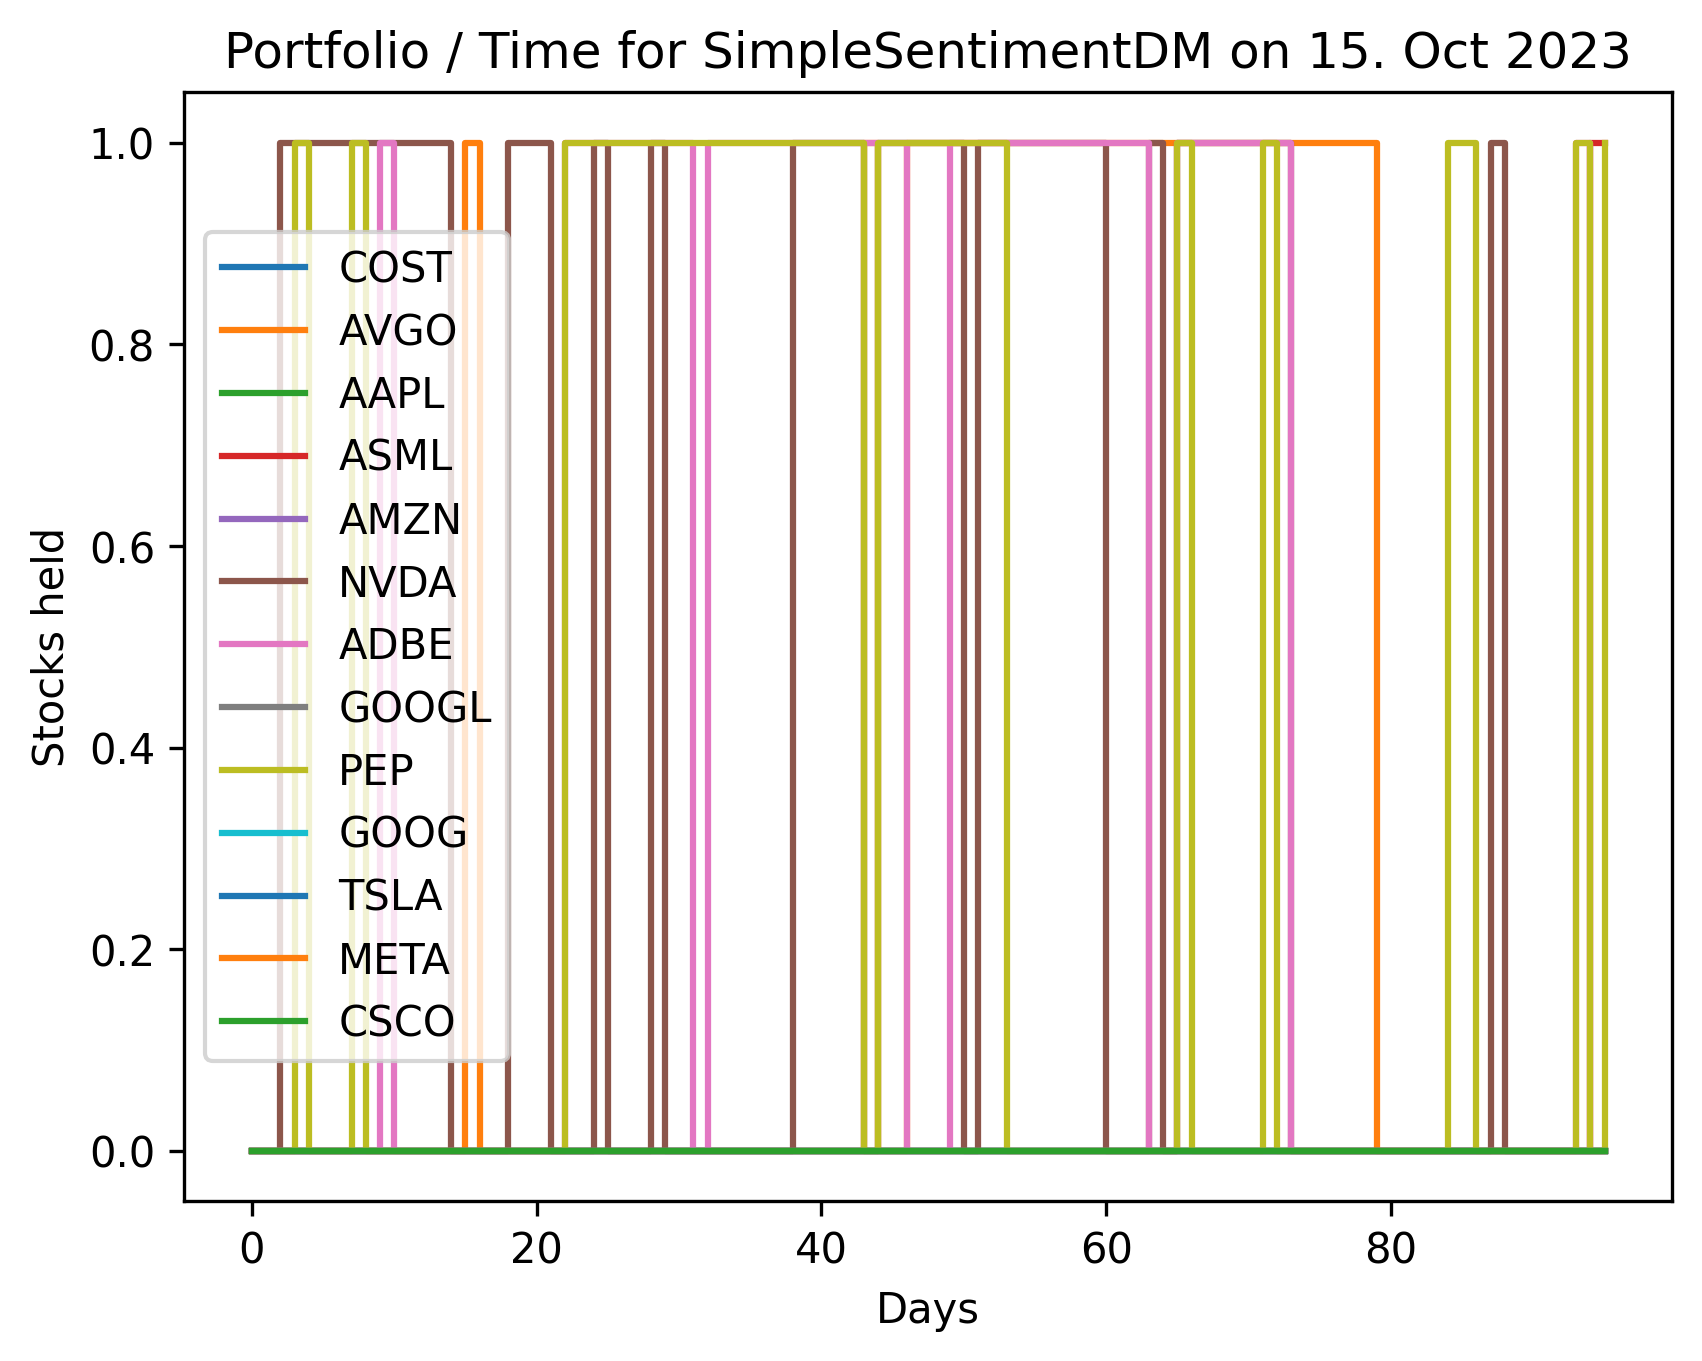 Portfolio / Time for SimpleSentimentDM on 15. Oct 2023
Stocks held
1.0
0.8
0.6
0.4
0.2
0.0
COST
AVGO
AAPL
ASML
AMZN
NVDA
ADBE
GOOGL
PEP
GOOG
TSLA
META
CSCO
0 20 40 60 80
Days